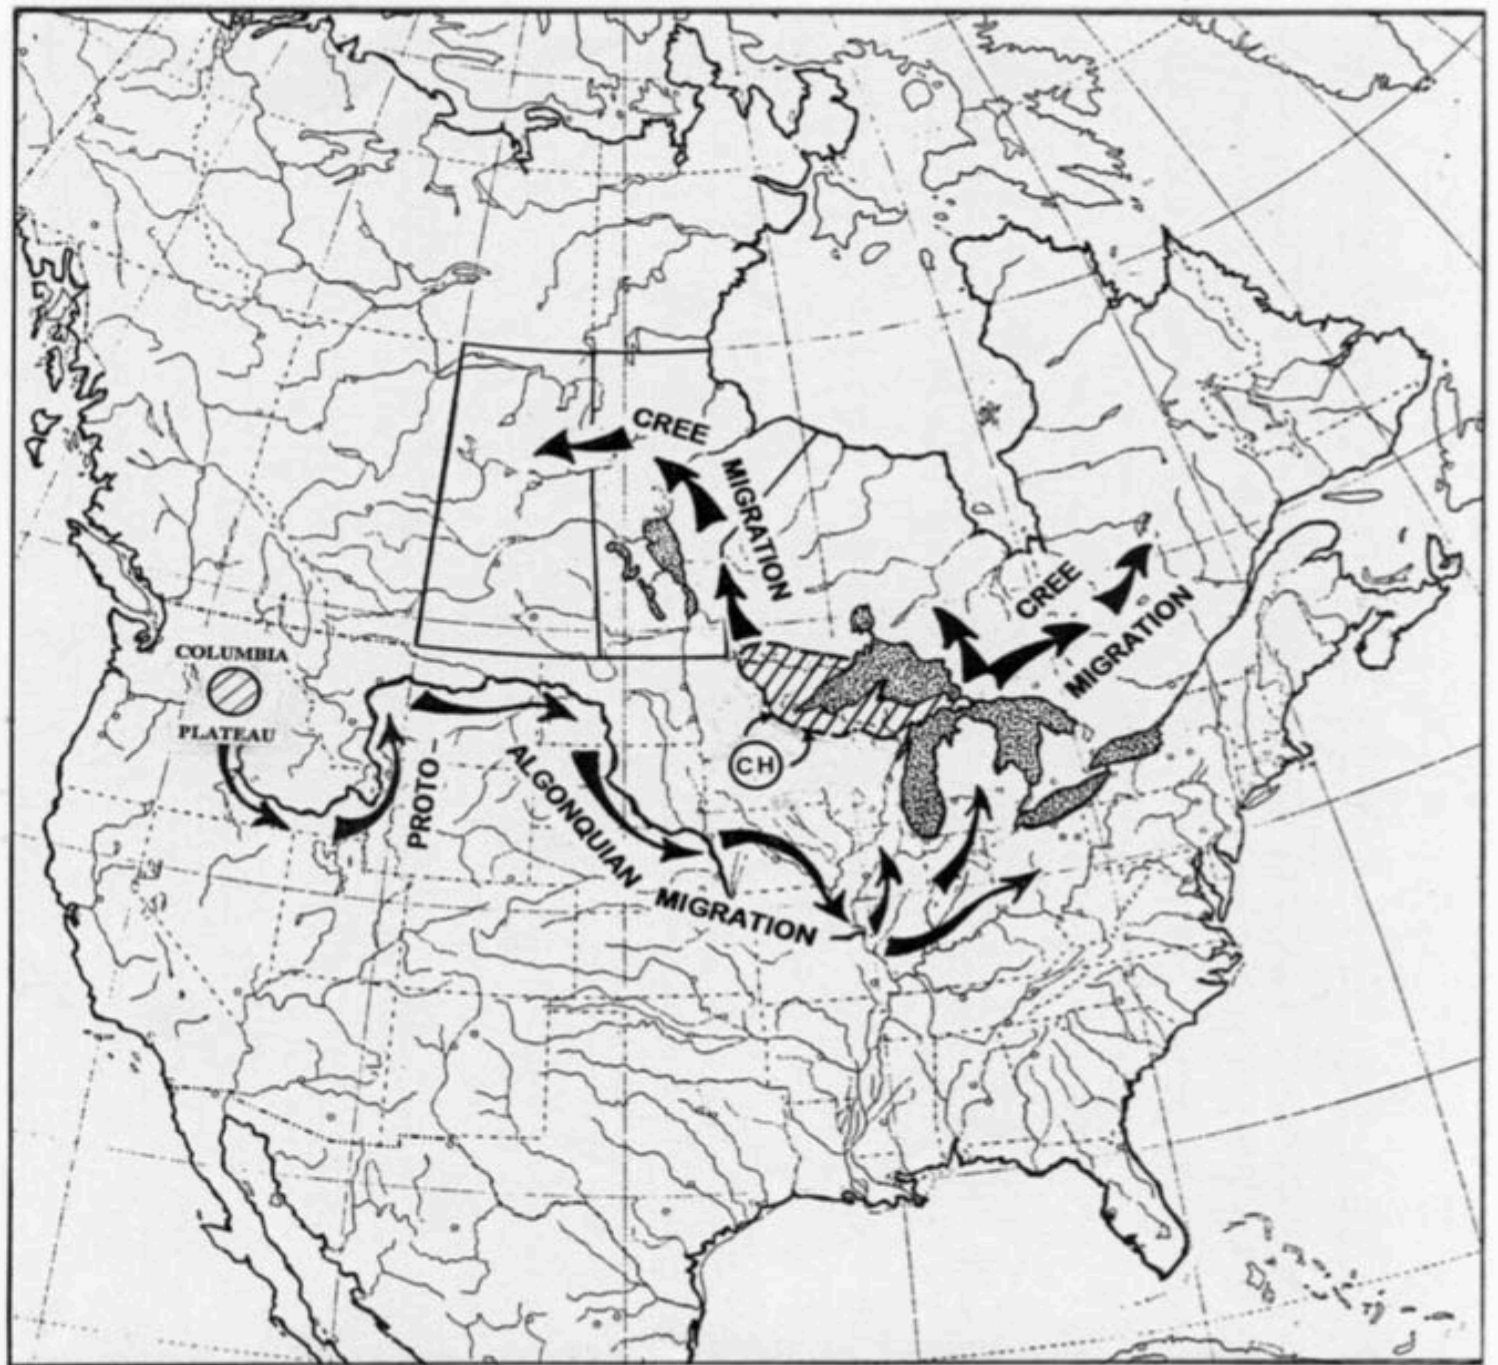 CREE
MIGRATION
CREE
MIGRATION
COLUMBIA
PLATEAU
CH
PROTO-
ALGONQUIAN
MIGRATION